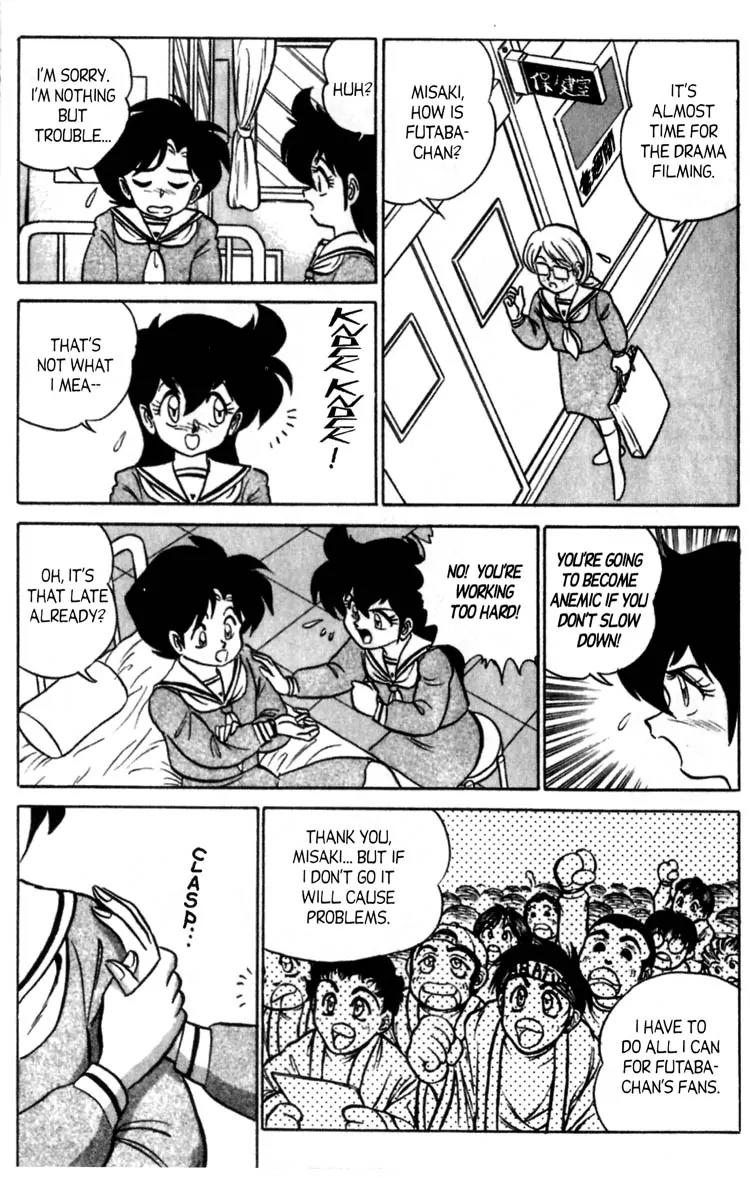 I'M SORRY.
I'M NOTHING
BUT
TROUBLE...
HUH?
THAT'S
NOT WHAT
I MEA--
KNOCK KNOCK!
保健室
MISAKI,
HOW IS
FUTABA-
CHAN?
IT'S
ALMOST
TIME FOR
THE DRAMA
FILMING.
OH, IT'S
THAT LATE
ALREADY?
NO! YOU'RE
WORKING
TOO HARD!
YOU'RE GOING
TO BECOME
ANEMIC IF YOU
DON'T SLOW
DOWN!
CLASP...
THANK YOU,
MISAKI... BUT IF
I DON'T GO IT
WILL CAUSE
PROBLEMS.
I HAVE TO
DO ALL I CAN
FOR FUTABA-
CHAN'S FANS.